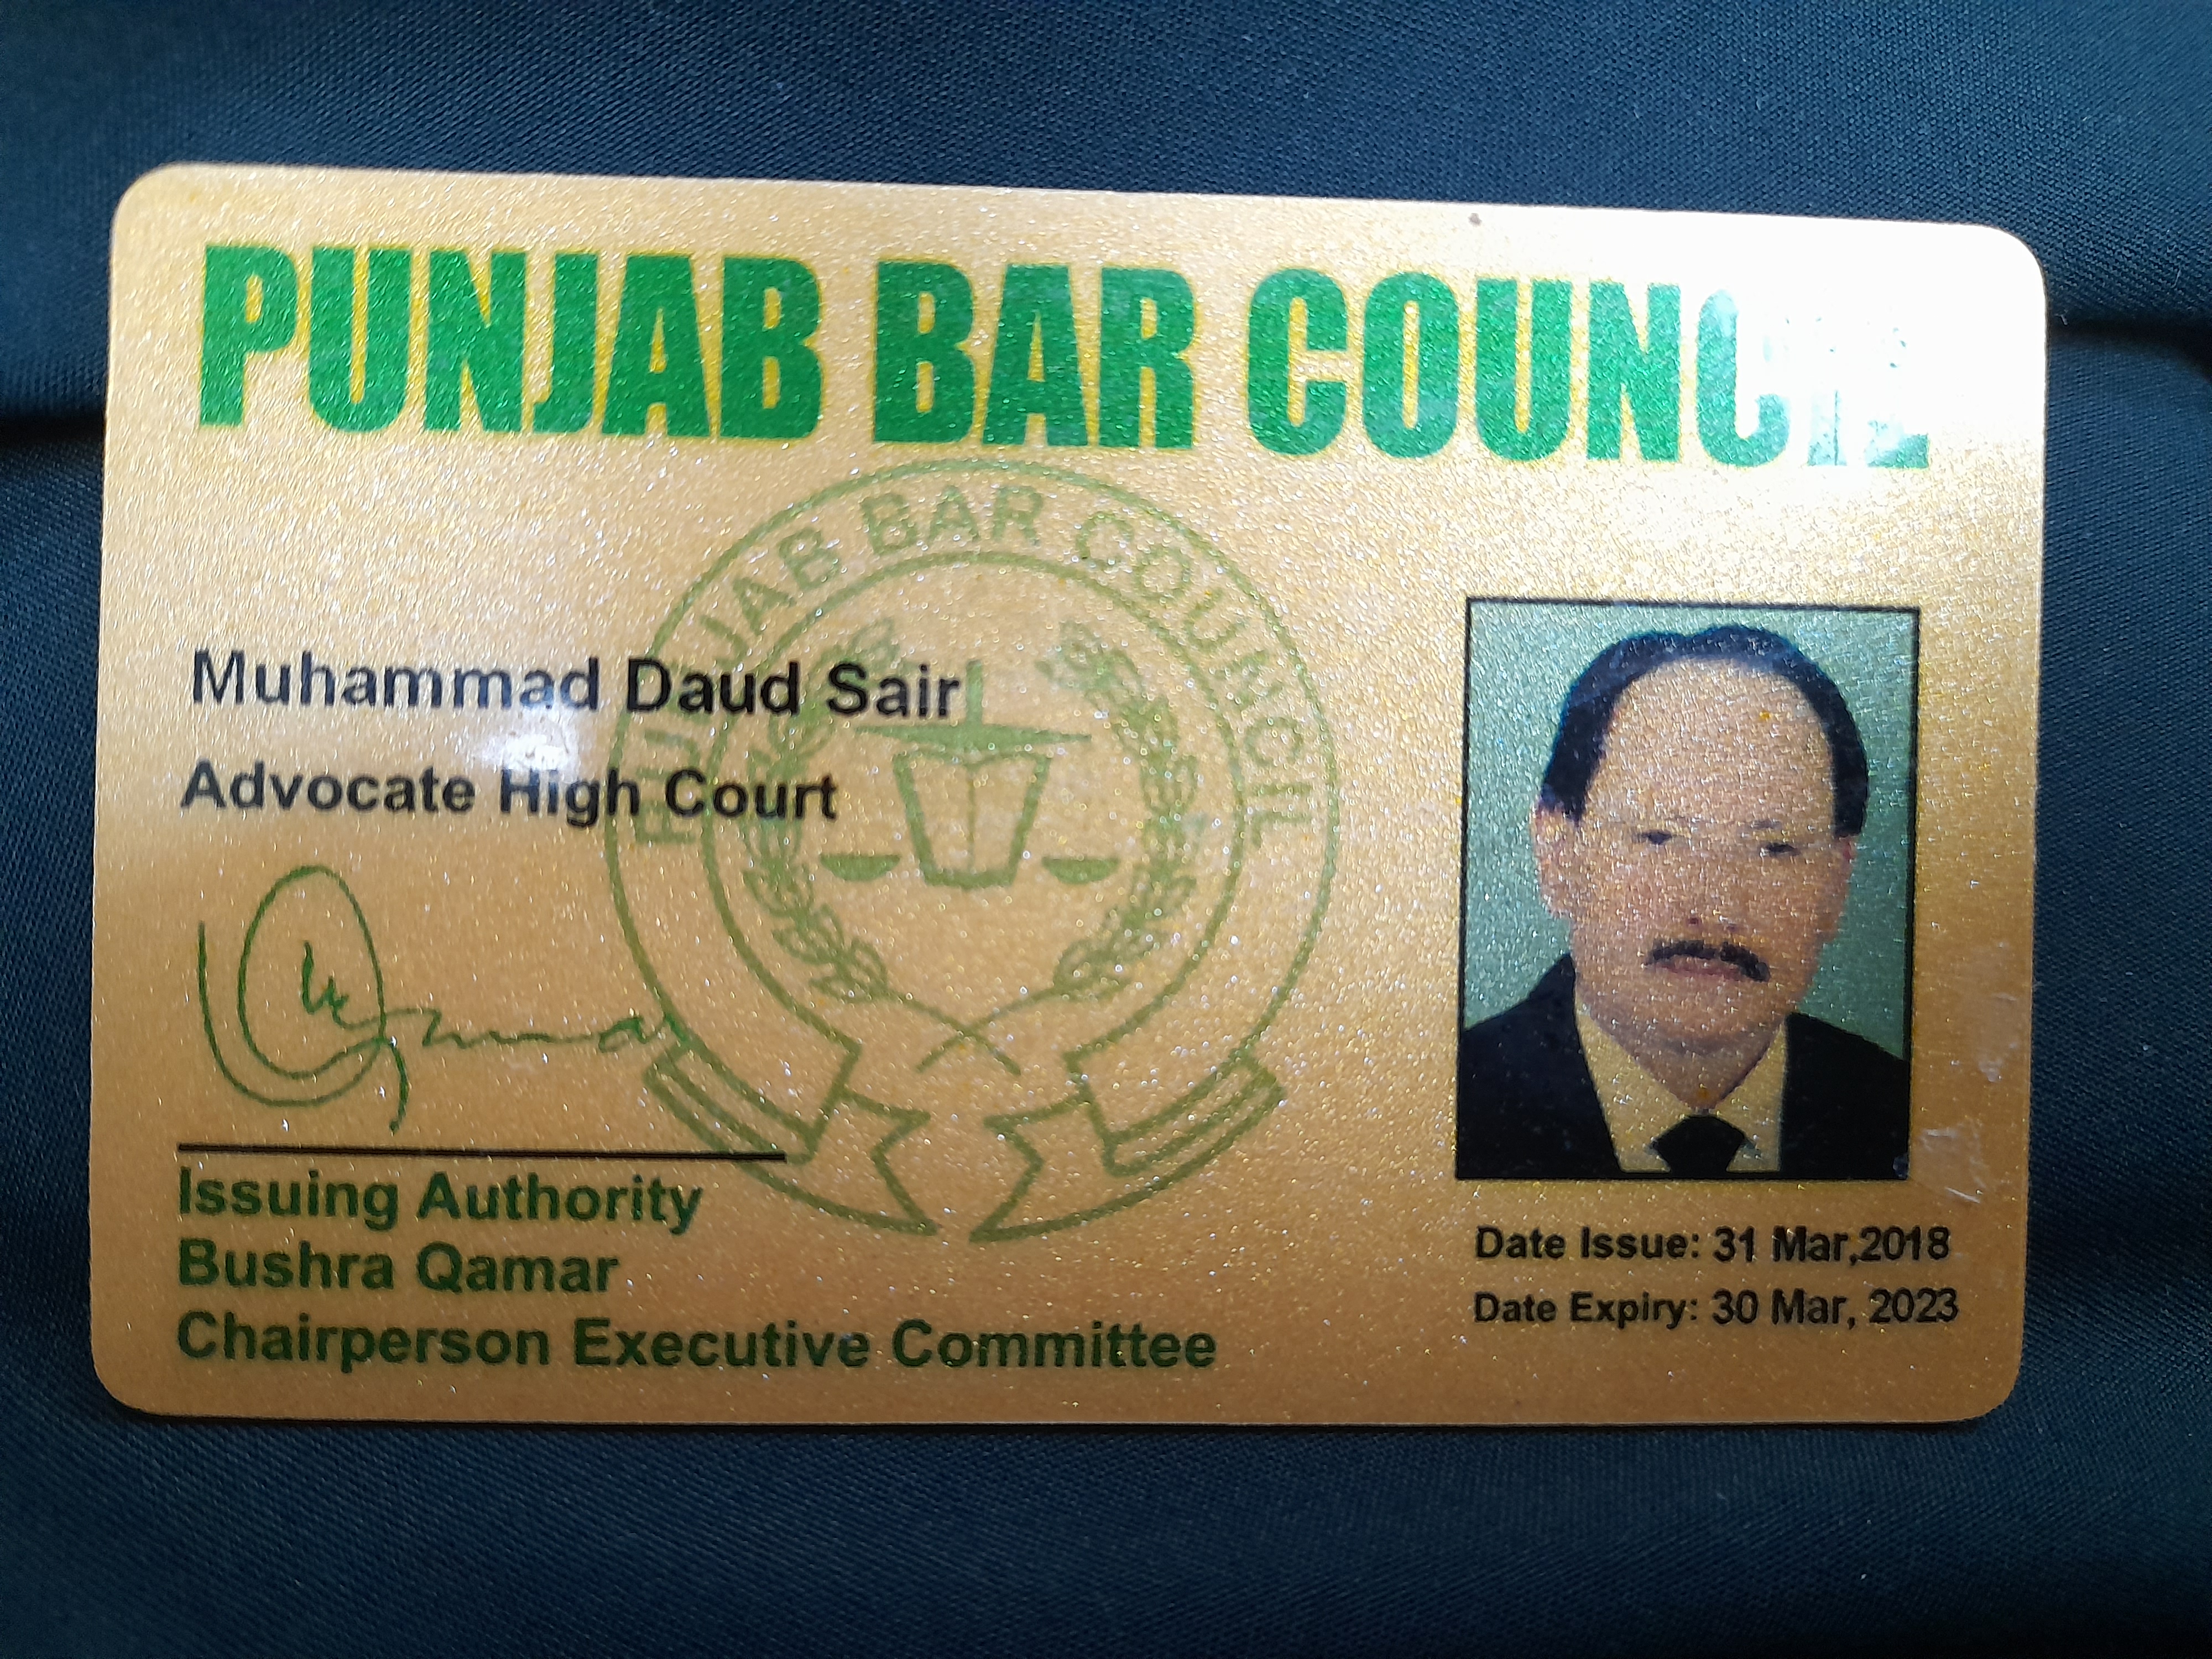 PUNJAB BAR COUNCIL
Muhammad Daud Sair
Advocate High Court
JAB BAR COUNCIL
Issuing Authority
Bushra Qamar
Chairperson Executive Committee
Date Issue: 31 Mar,2018
Date Expiry: 30 Mar, 2023